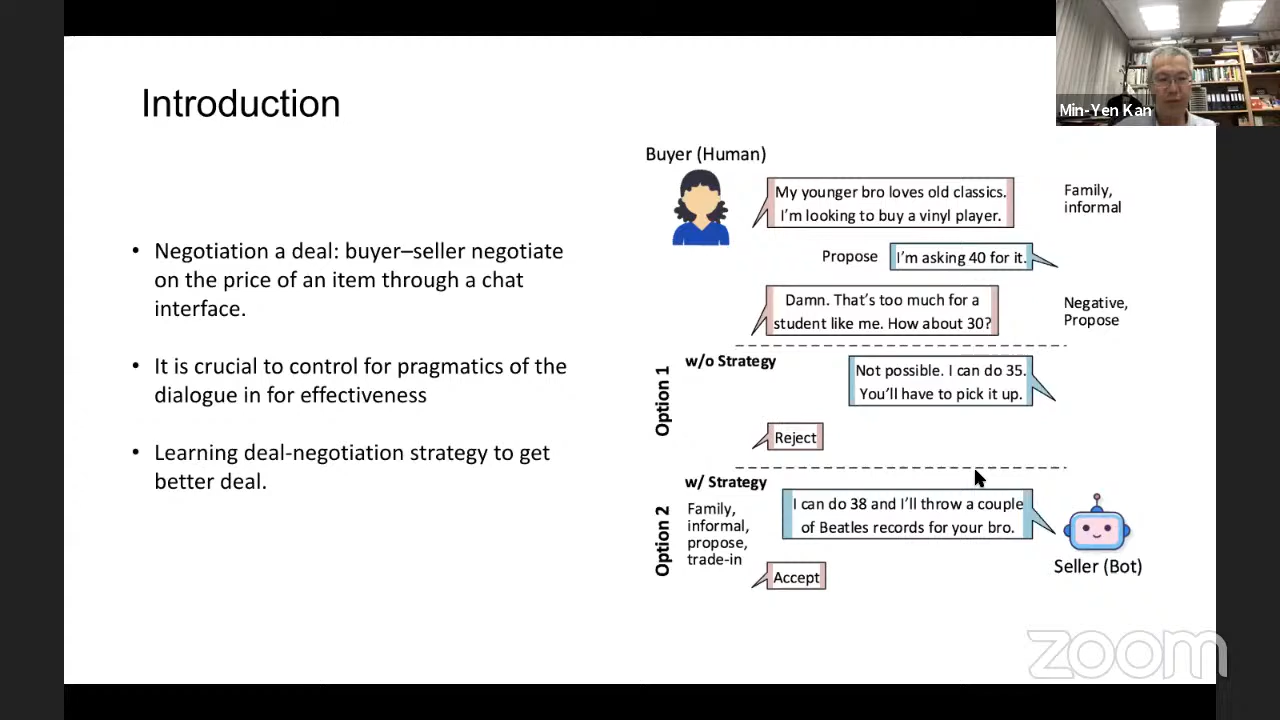 Introduction
Min-Yen Kan
• Negotiation a deal: buyer–seller negotiate
on the price of an item through a chat
interface.
• It is crucial to control for pragmatics of the
dialogue in for effectiveness
• Learning deal-negotiation strategy to get
better deal.
Buyer (Human)
My younger bro loves old classics.
I'm looking to buy a vinyl player.
Family,
informal
Propose
I'm asking 40 for it.
Damn. That's too much for a
student like me. How about 30?
Negative,
Propose
Option 1
w/o Strategy
Not possible. I can do 35.
You'll have to pick it up.
Reject
Option 2
w/ Strategy
Family,
informal,
propose,
trade-in
I can do 38 and I'll throw a couple
of Beatles records for your bro.
Accept
Seller (Bot)
zoom